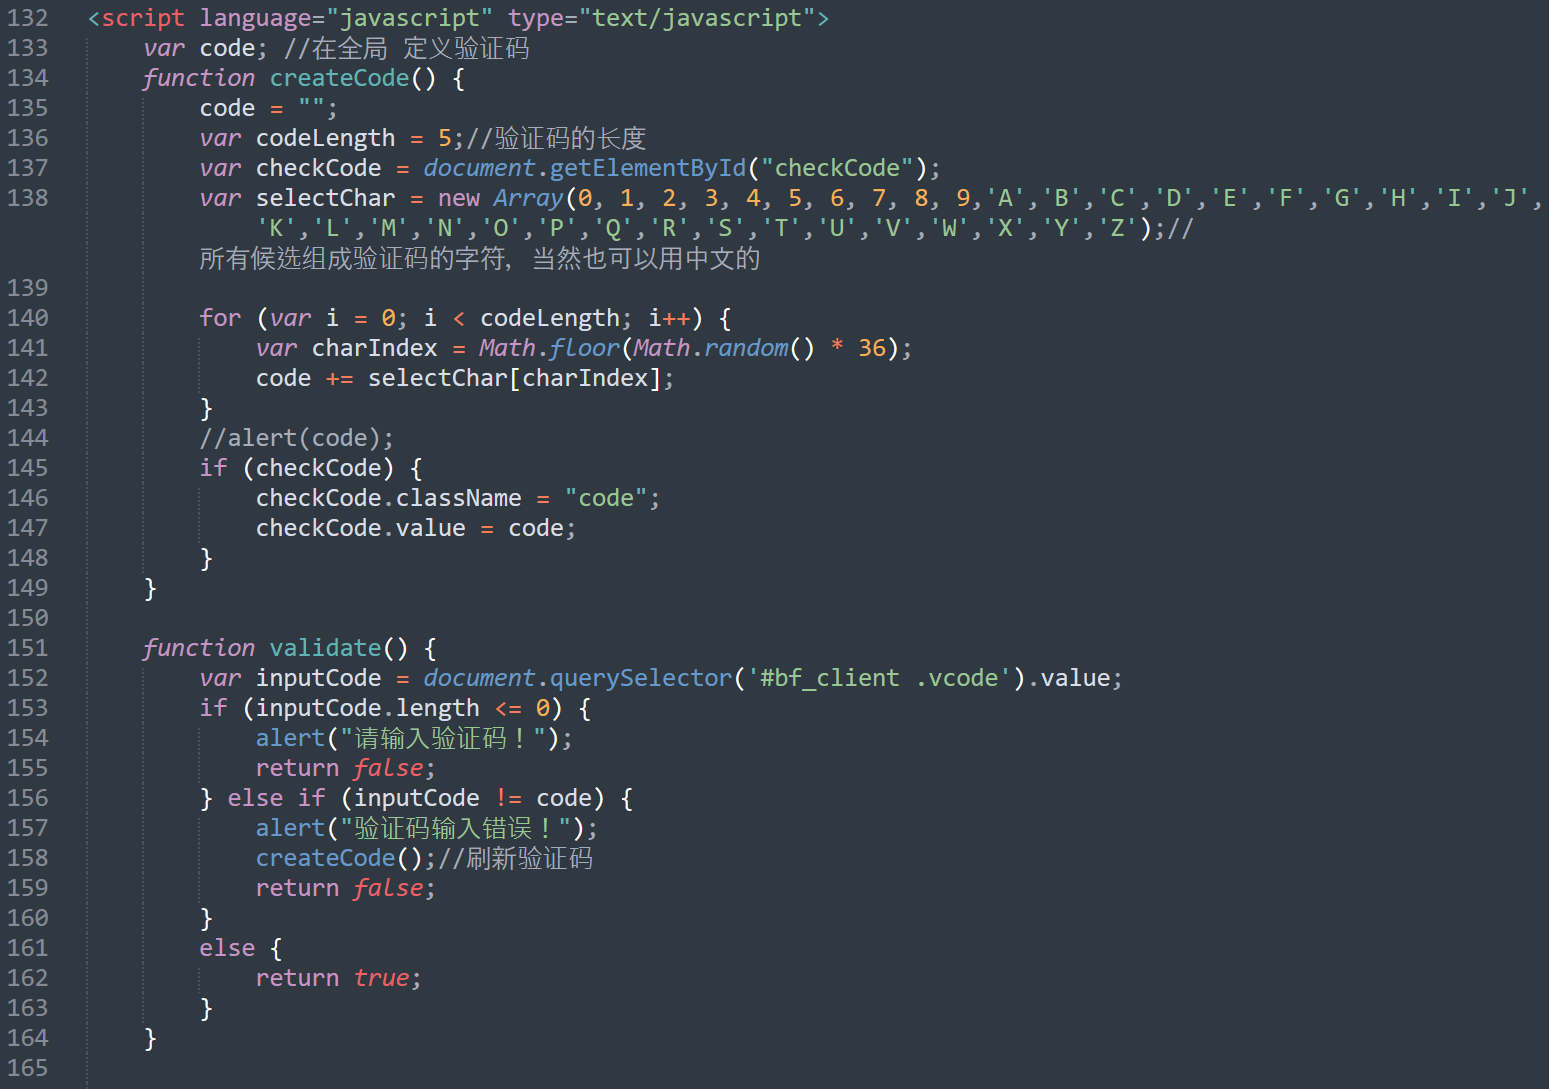 132 <script language="javascript" type="text/javascript">
133 var code; //在全局 定义验证码
134 function createCode() {
135 code = "";
136 var codeLength = 5;//验证码的长度
137 var checkCode = document.getElementById("checkCode");
138 var selectChar = new Array(0, 1, 2, 3, 4, 5, 6, 7, 8, 9,'A','B','C','D','E','F','G','H','I','J',
'K','L','M','N','O','P','Q','R','S','T','U','V','W','X','Y','Z');//
所有候选组成验证码的字符，当然也可以用中文的
139
140 for (var i = 0; i < codeLength; i++) {
141 var charIndex = Math.floor(Math.random() * 36);
142 code += selectChar[charIndex];
143 }
144 //alert(code);
145 if (checkCode) {
146 checkCode.className = "code";
147 checkCode.value = code;
148 }
149 }
150
151 function validate() {
152 var inputCode = document.querySelector('#bf_client .vcode').value;
153 if (inputCode.length <= 0) {
154 alert("请输入验证码！");
155 return false;
156 } else if (inputCode != code) {
157 alert("验证码输入错误！");
158 createCode();//刷新验证码
159 return false;
160 }
161 else {
162 return true;
163 }
164 }
165